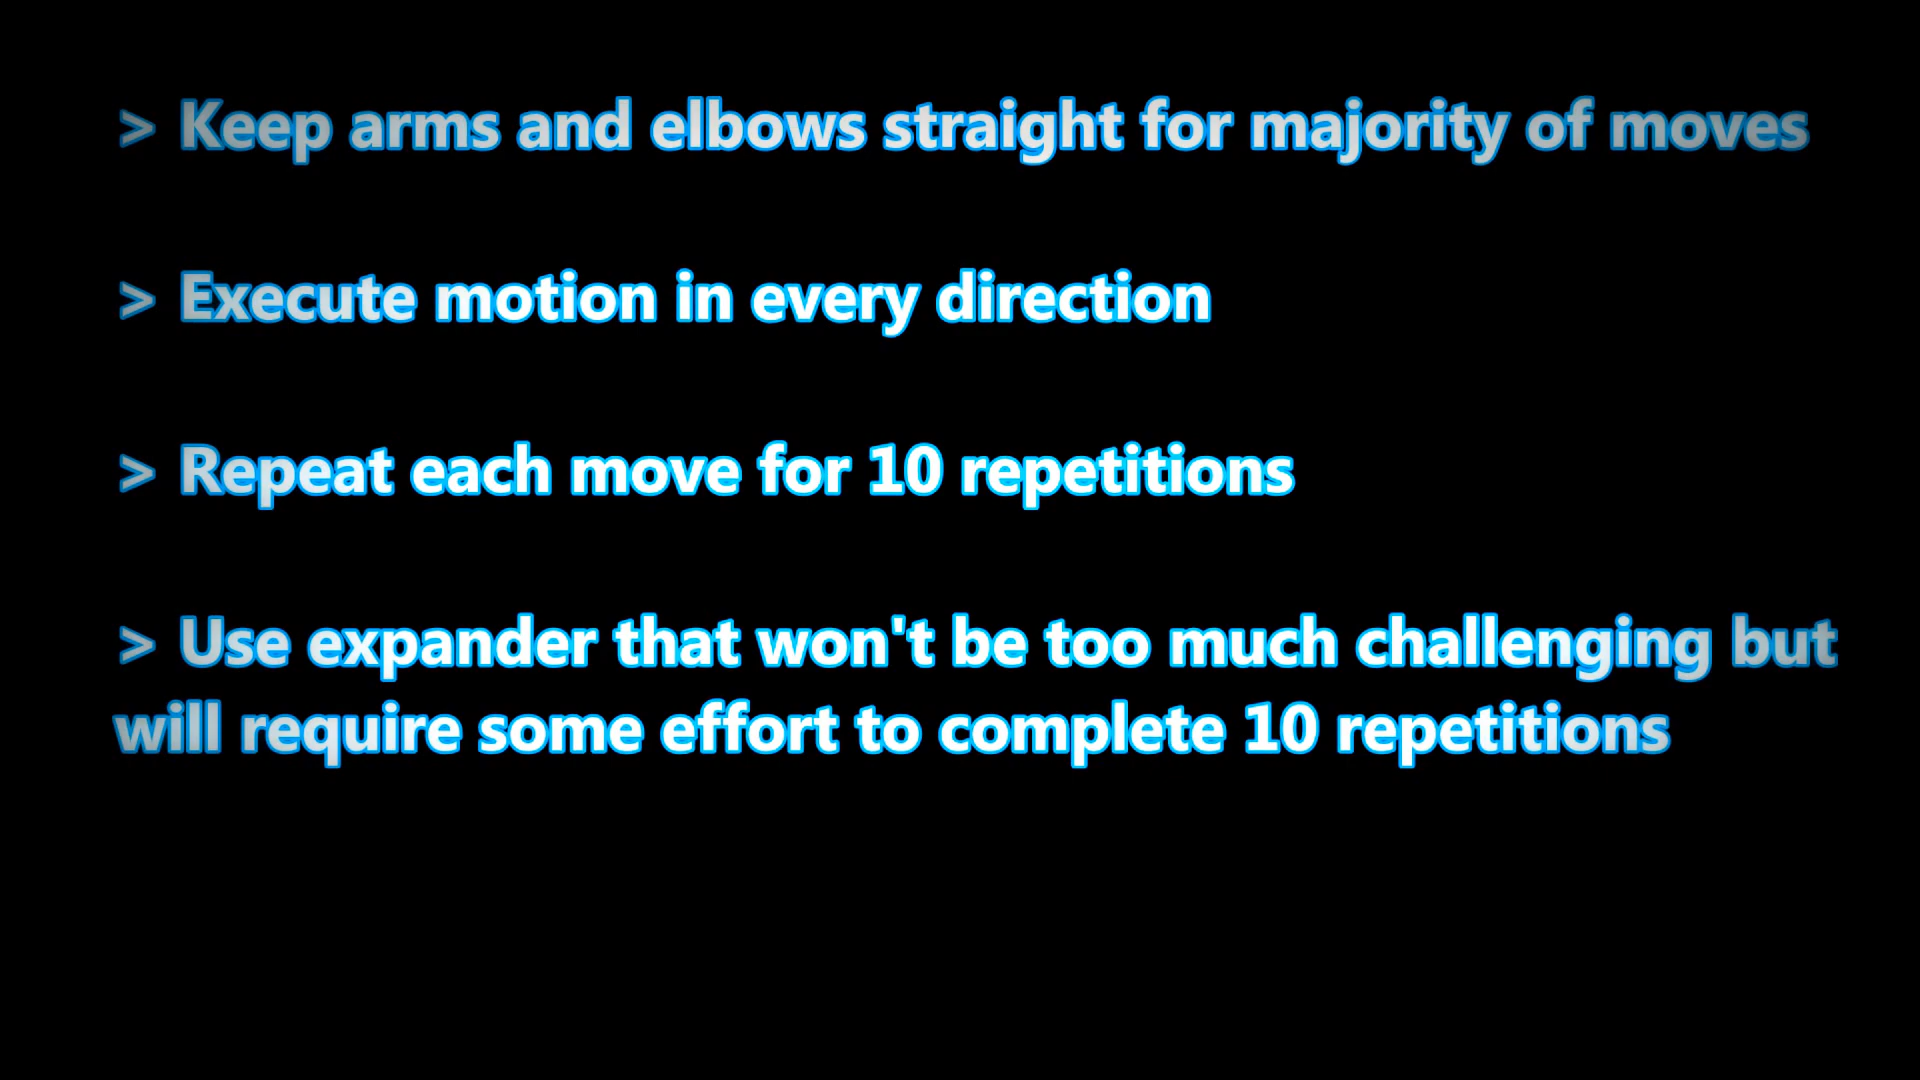 > Keep arms and elbows straight for majority of moves
> Execute motion in every direction
> Repeat each move for 10 repetitions
> Use expander that won't be too much challenging but
will require some effort to complete 10 repetitions